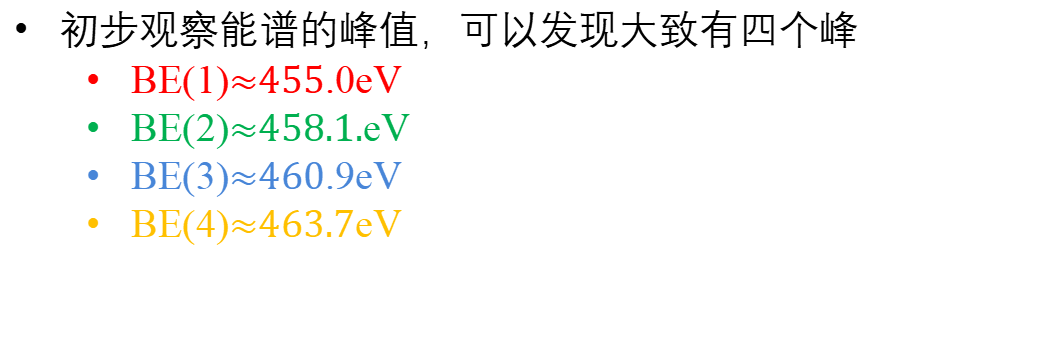 • 初步观察能谱的峰值，可以发现大致有四个峰
• BE(1)≈455.0eV
• BE(2)≈458.1.eV
• BE(3)≈460.9eV
• BE(4)≈463.7eV